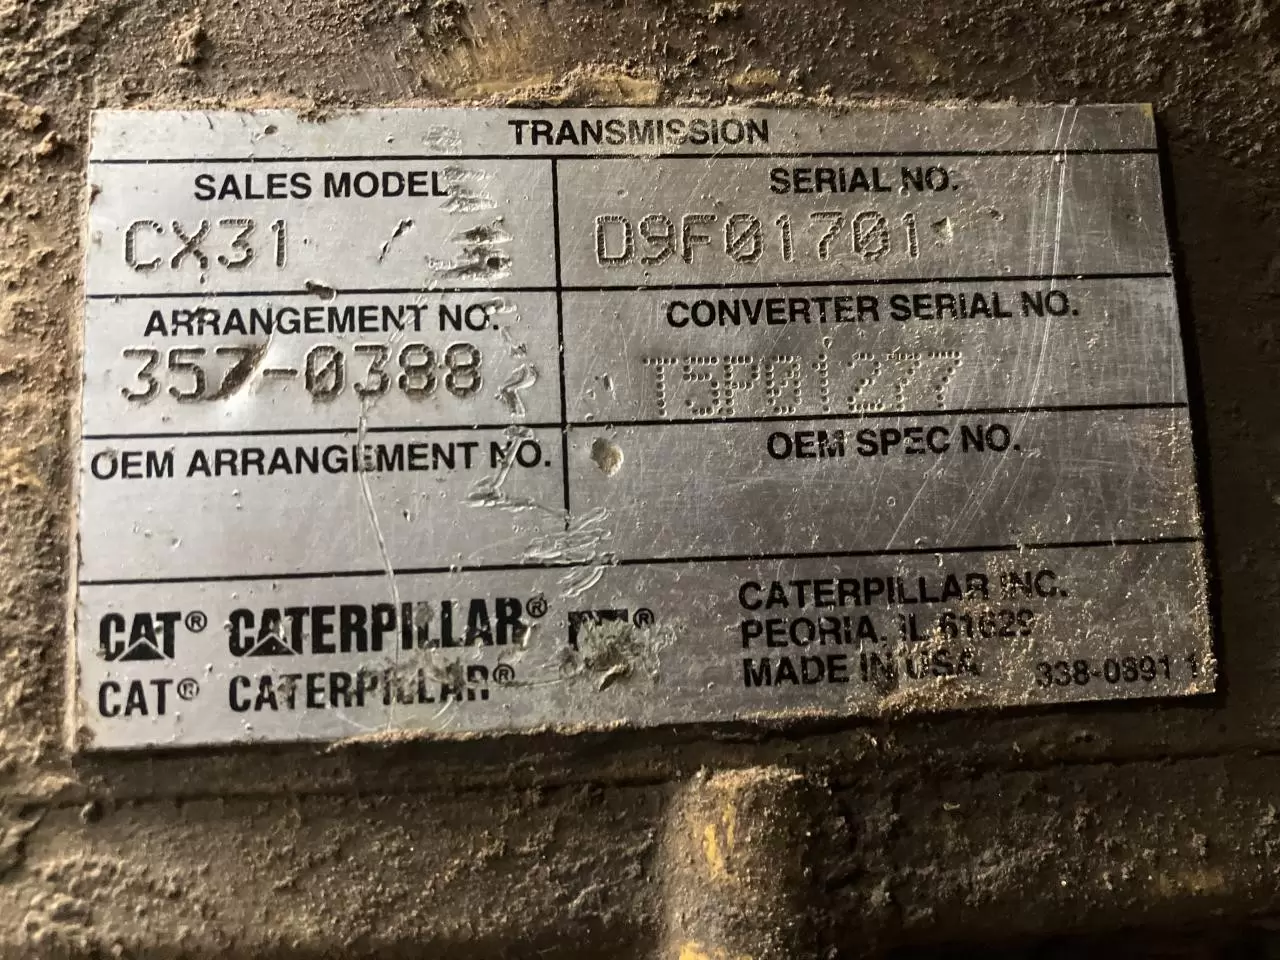 TRANSMISSION
SALES MODEL
CX31
SERIAL NO.
D9F01701
ARRANGEMENT NO.
357-0388
CONVERTER SERIAL NO.
T5P01277
OEM ARRANGEMENT NO.
OEM SPEC NO.
CAT® CATERPILLAR® ®
CAT® CATERPILLAR®
CATERPILLAR INC.
PEORIA, IL 61629
MADE IN USA 338-0891 1